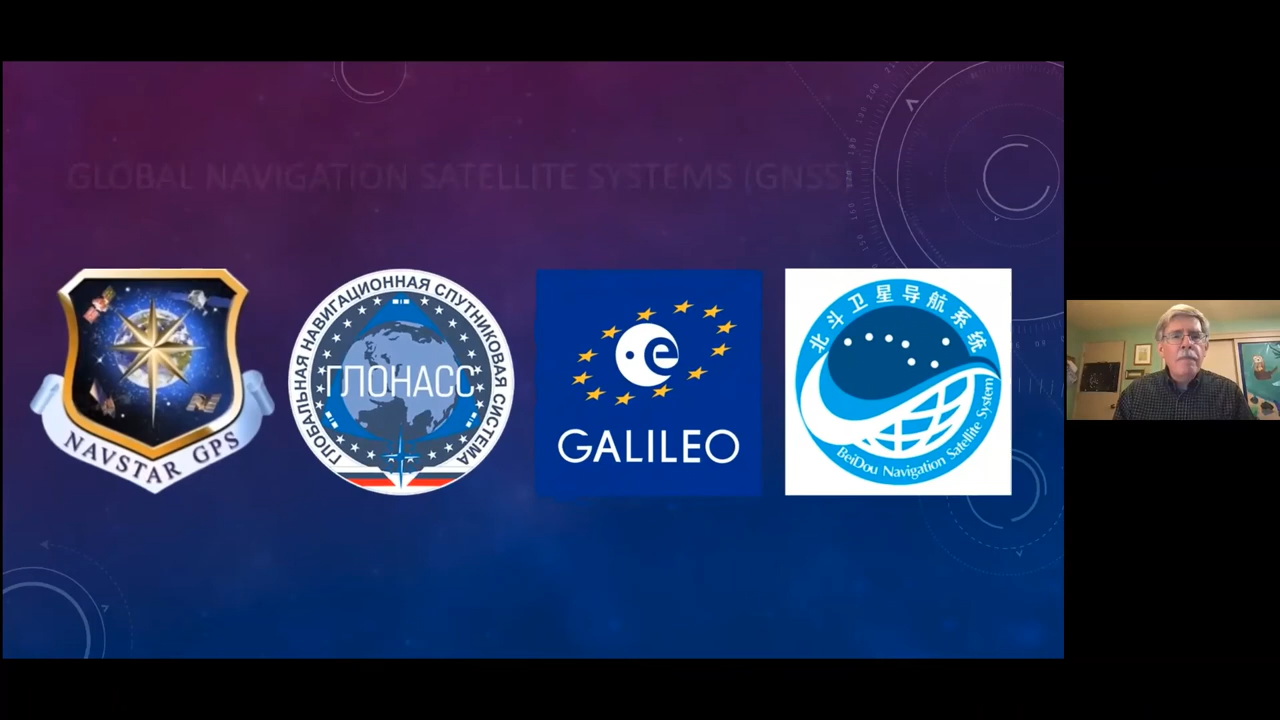 GLOBAL NAVIGATION SATELLITE SYSTEMS (GNSS)
NAVSTAR GPS
ГЛОБАЛЬНАЯ НАВИГАЦИОННАЯ СПУТНИКОВАЯ СИСТЕМА
ГЛОНАСС
e
GALILEO
北斗卫星导航系统
BeiDou Navigation Satellite System